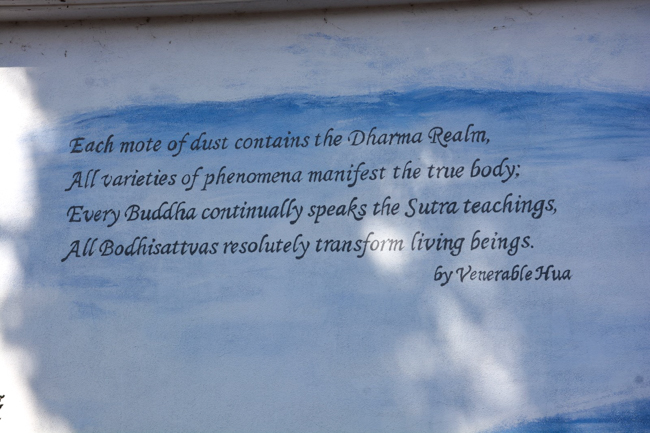 Each mote of dust contains the Dharma Realm,
All varieties of phenomena manifest the true body;
Every Buddha continually speaks the Sutra teachings,
All Bodhisattvas resolutely transform living beings.
by Venerable Hua